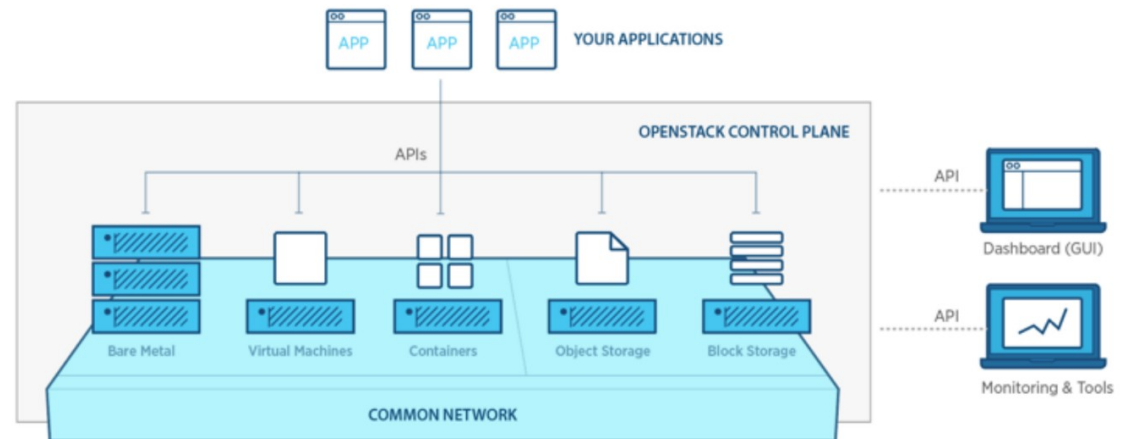 APP APP APP YOUR APPLICATIONS
OPENSTACK CONTROL PLANE
APIs
API
Dashboard (GUI)
Bare Metal Virtual Machines Containers Object Storage Block Storage
API
Monitoring & Tools
COMMON NETWORK